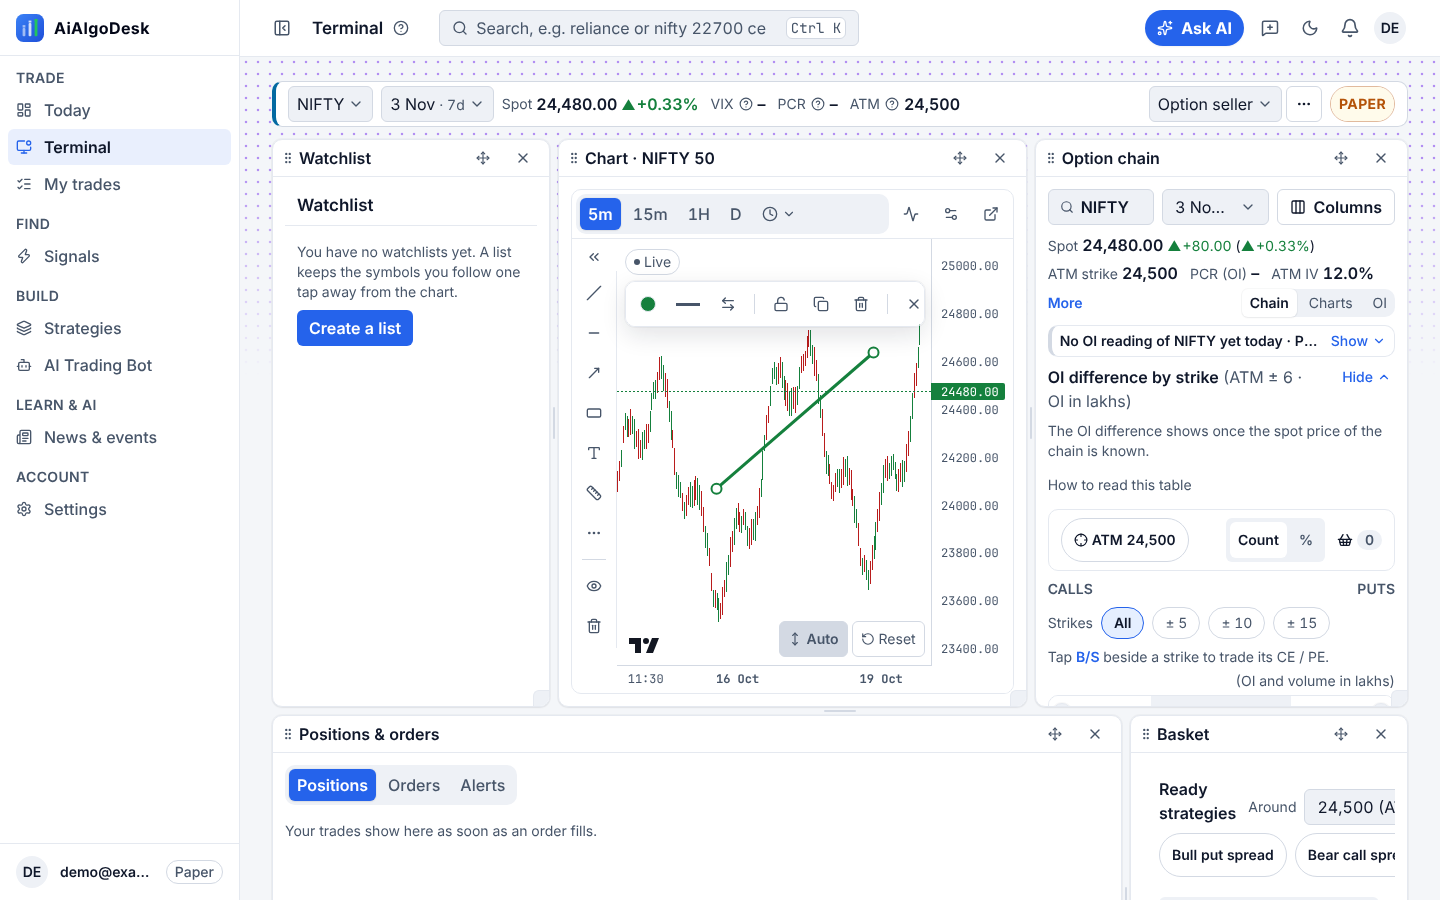 AiAlgoDesk
TRADE
Today
Terminal
My trades
FIND
Signals
BUILD
Strategies
AI Trading Bot
LEARN & AI
News & events
ACCOUNT
Settings
DE demo@exa... Paper
Terminal
Search, e.g. reliance or nifty 22700 ce Ctrl K
Ask AI
DE
NIFTY 3 Nov · 7d Spot 24,480.00 ▲+0.33% VIX – PCR – ATM 24,500
Option seller ··· PAPER
Watchlist
Watchlist
You have no watchlists yet. A list
keeps the symbols you follow one
tap away from the chart.
Create a list
Chart · NIFTY 50
5m 15m 1H D
Live
25000.00
24800.00
24600.00
24480.00
24400.00
24200.00
24000.00
23800.00
23600.00
23400.00
Auto Reset
11:30 16 Oct 19 Oct
Option chain
NIFTY 3 No... Columns
Spot 24,480.00 ▲+80.00 (▲+0.33%)
ATM strike 24,500 PCR (OI) – ATM IV 12.0%
More Chain Charts OI
No OI reading of NIFTY yet today · P... Show
OI difference by strike (ATM ± 6 · Hide
OI in lakhs)
The OI difference shows once the spot price of the
chain is known.
How to read this table
ATM 24,500 Count % 0
CALLS PUTS
Strikes All ± 5 ± 10 ± 15
Tap B/S beside a strike to trade its CE / PE.
(OI and volume in lakhs)
Positions & orders
Positions Orders Alerts
Your trades show here as soon as an order fills.
Basket
Ready
strategies Around 24,500 (A
Bull put spread Bear call spre